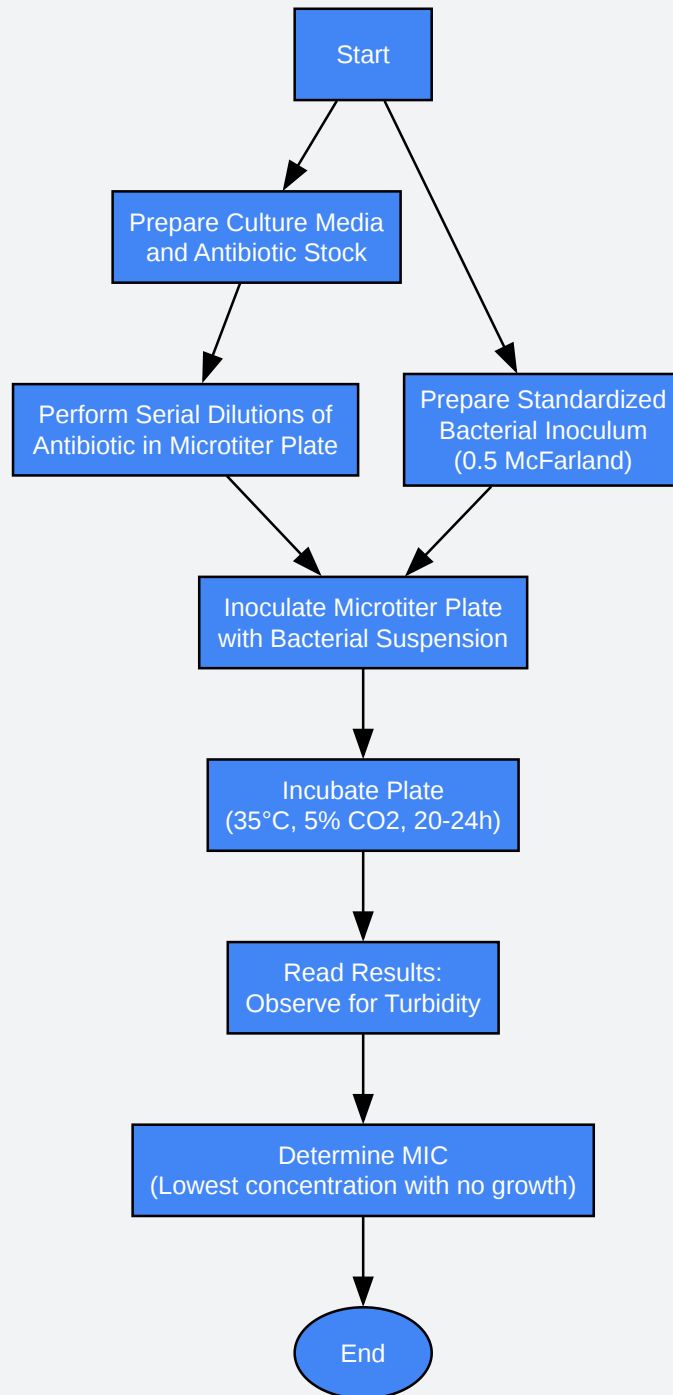 Start
Prepare Culture Media
and Antibiotic Stock
Perform Serial Dilutions of
Antibiotic in Microtiter Plate
Prepare Standardized
Bacterial Inoculum
(0.5 McFarland)
Inoculate Microtiter Plate
with Bacterial Suspension
Incubate Plate
(35°C, 5% CO2, 20-24h)
Read Results:
Observe for Turbidity
Determine MIC
(Lowest concentration with no growth)
End